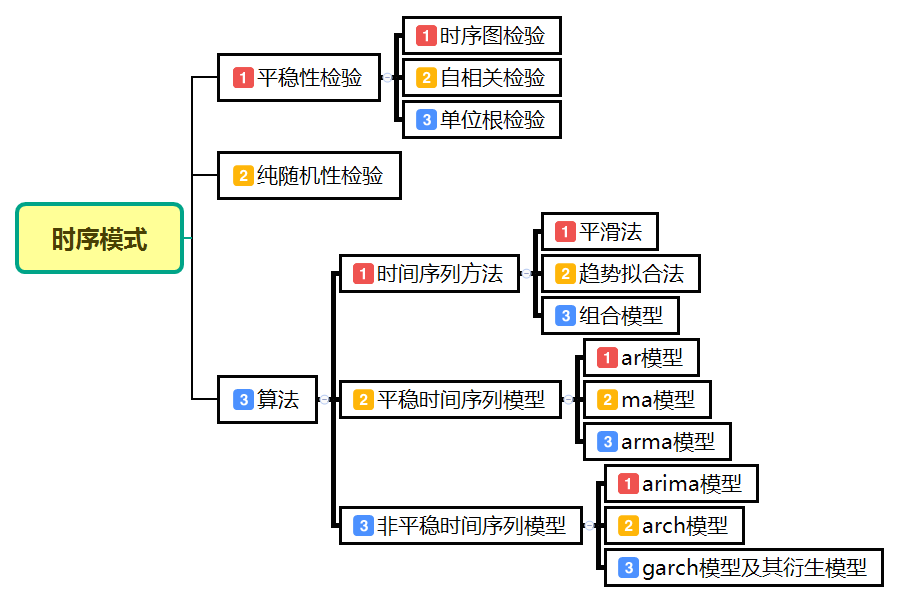 时序模式
1 平稳性检验
1 时序图检验
2 自相关检验
3 单位根检验
2 纯随机性检验
3 算法
1 时间序列方法
1 平滑法
2 趋势拟合法
3 组合模型
2 平稳时间序列模型
1 ar模型
2 ma模型
3 arma模型
3 非平稳时间序列模型
1 arima模型
2 arch模型
3 garch模型及其衍生模型